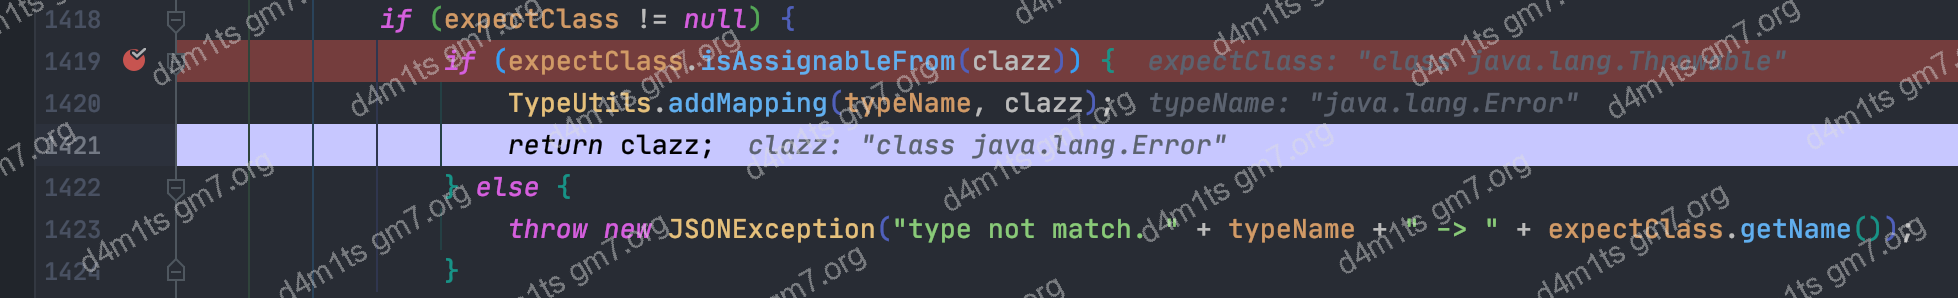 1418 if (expectClass != null) {
1419 if (expectClass.isAssignableFrom(clazz)) { expectClass: "class java.lang.Throwable"
1420 TypeUtils.addMapping(typeName, clazz); typeName: "java.lang.Error"
1421 return clazz; clazz: "class java.lang.Error"
1422 } else {
1423 throw new JSONException("type not match. " + typeName + " -> " + expectClass.getName());
1424 }
d4m1ts gm7.org